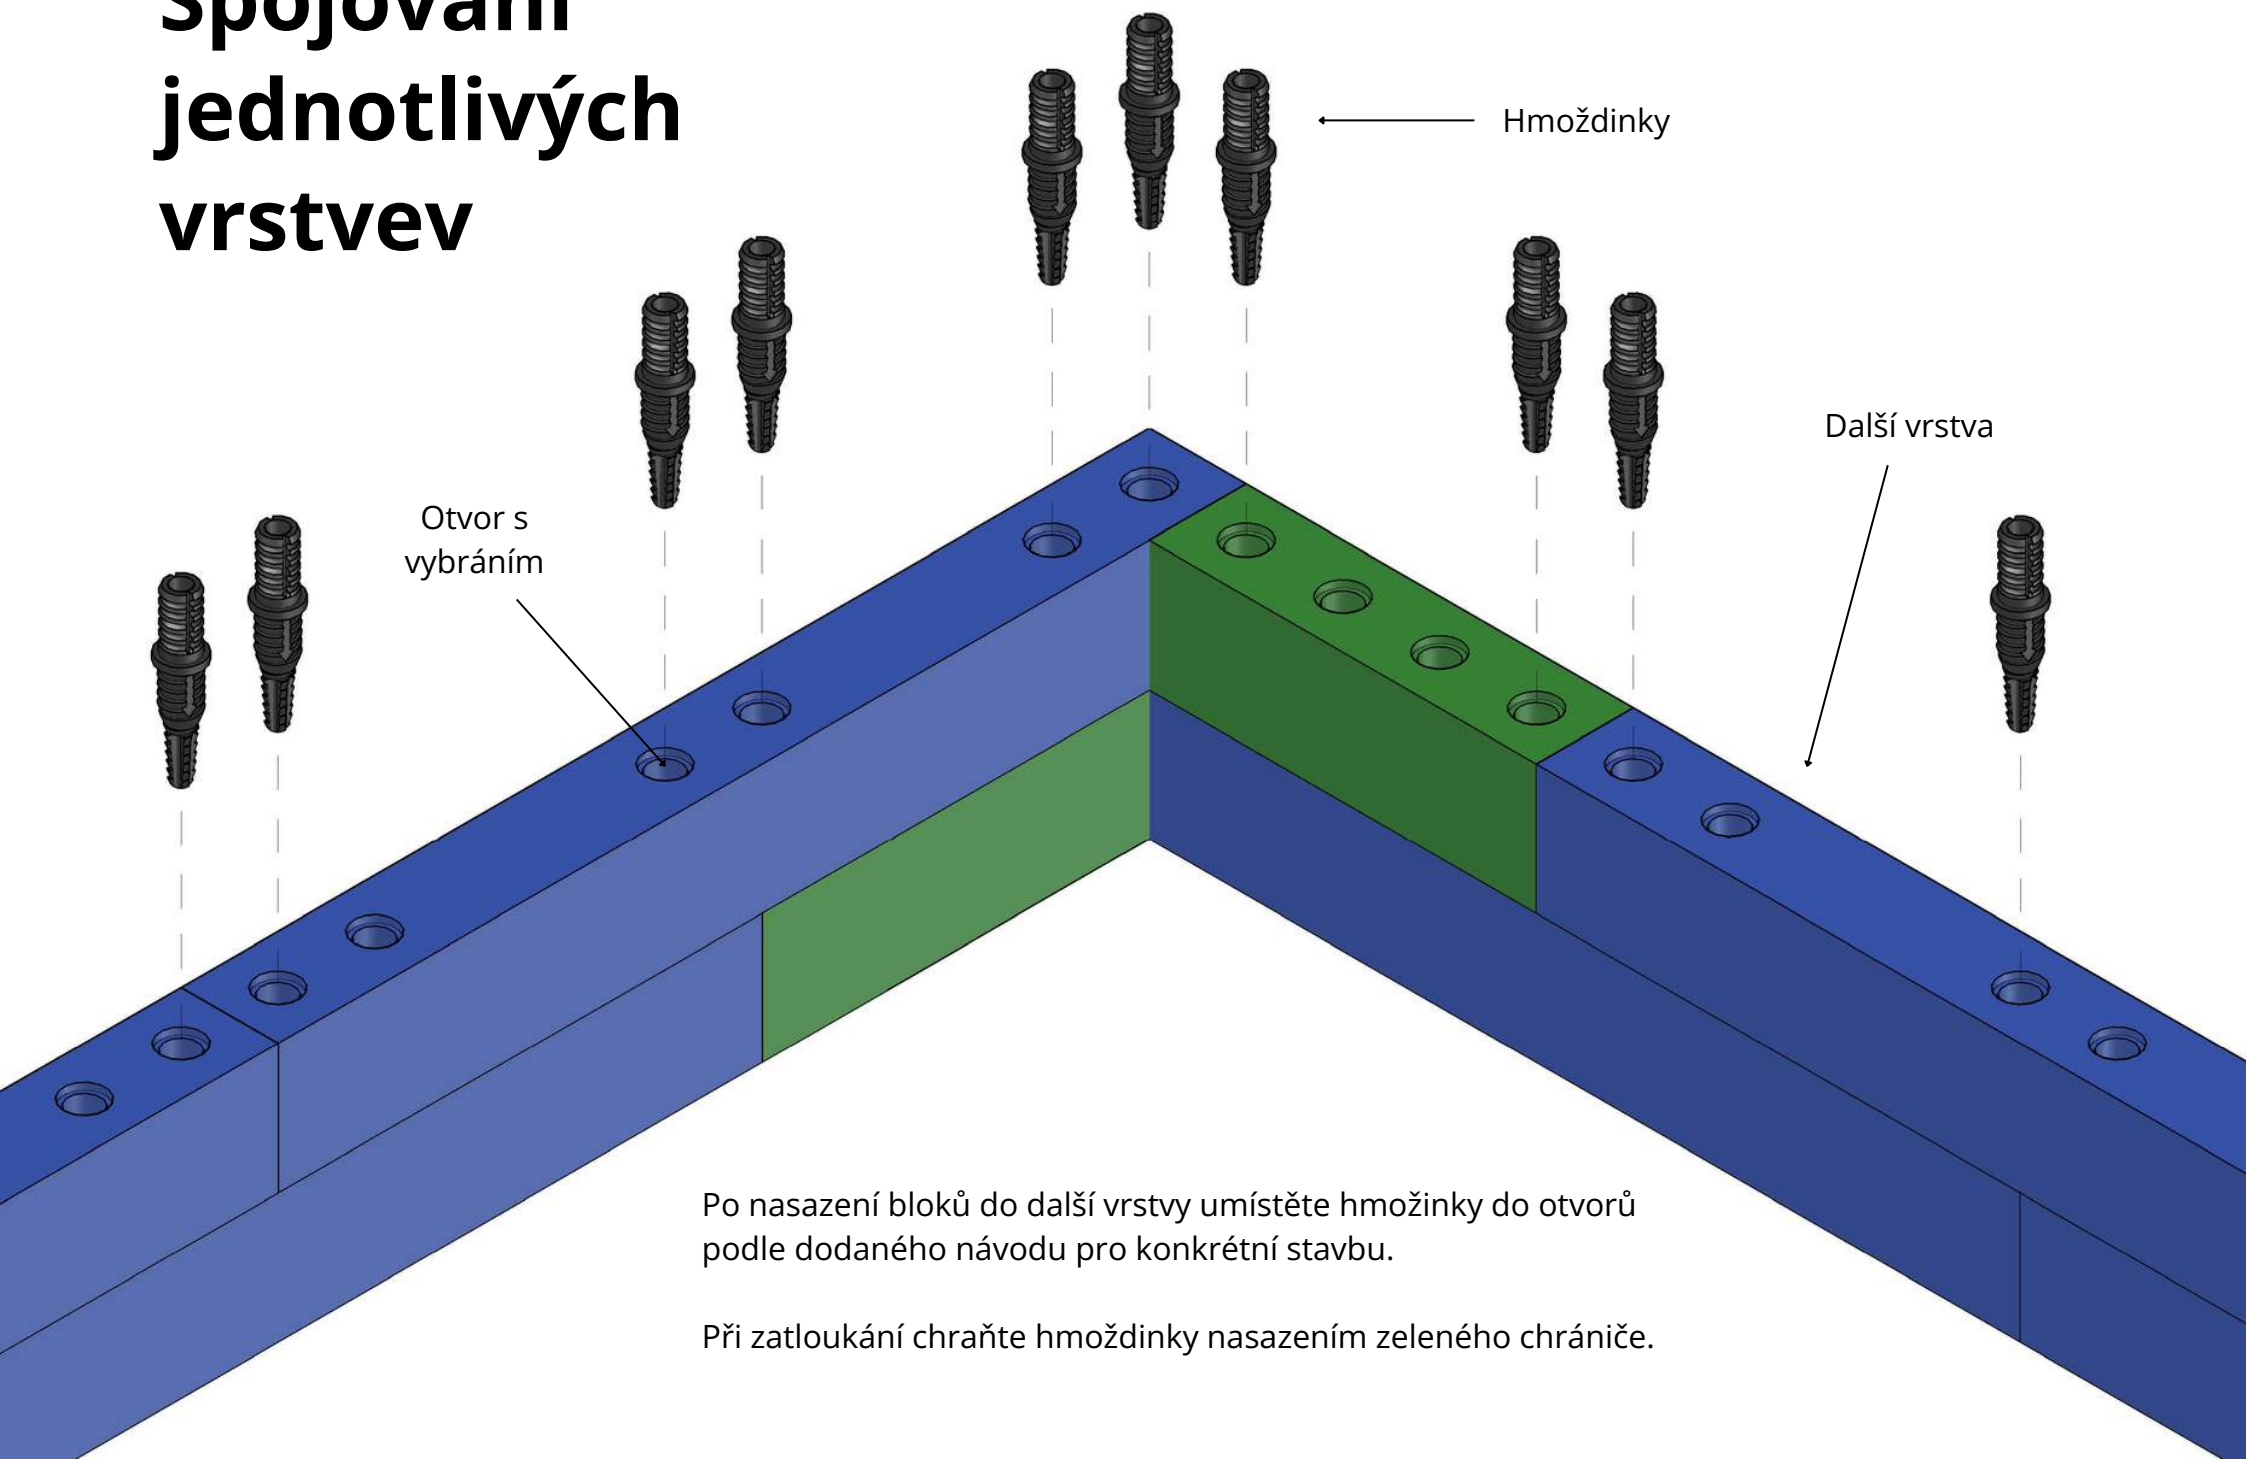 Spojování
jednotlivých
vrstvev
Hmoždinky
Další vrstva
Otvor s
vybráním
Po nasazení bloků do další vrstvy umístěte hmožinky do otvorů
podle dodaného návodu pro konkrétní stavbu.
Při zatloukání chraňte hmoždinky nasazením zeleného chrániče.